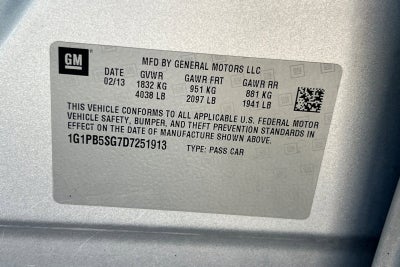 GM
MFD BY GENERAL MOTORS LLC
DATE GVWR GAWR FRT GAWR RR
02/13 1832 KG 951 KG 881 KG
4038 LB 2097 LB 1941 LB
THIS VEHICLE CONFORMS TO ALL APPLICABLE U.S. FEDERAL MOTOR
VEHICLE SAFETY, BUMPER, AND THEFT PREVENTION STANDARDS IN
EFFECT ON THE DATE OF MANUFACTURE SHOWN ABOVE.
1G1PB5SG7D7251913
TYPE: PASS CAR